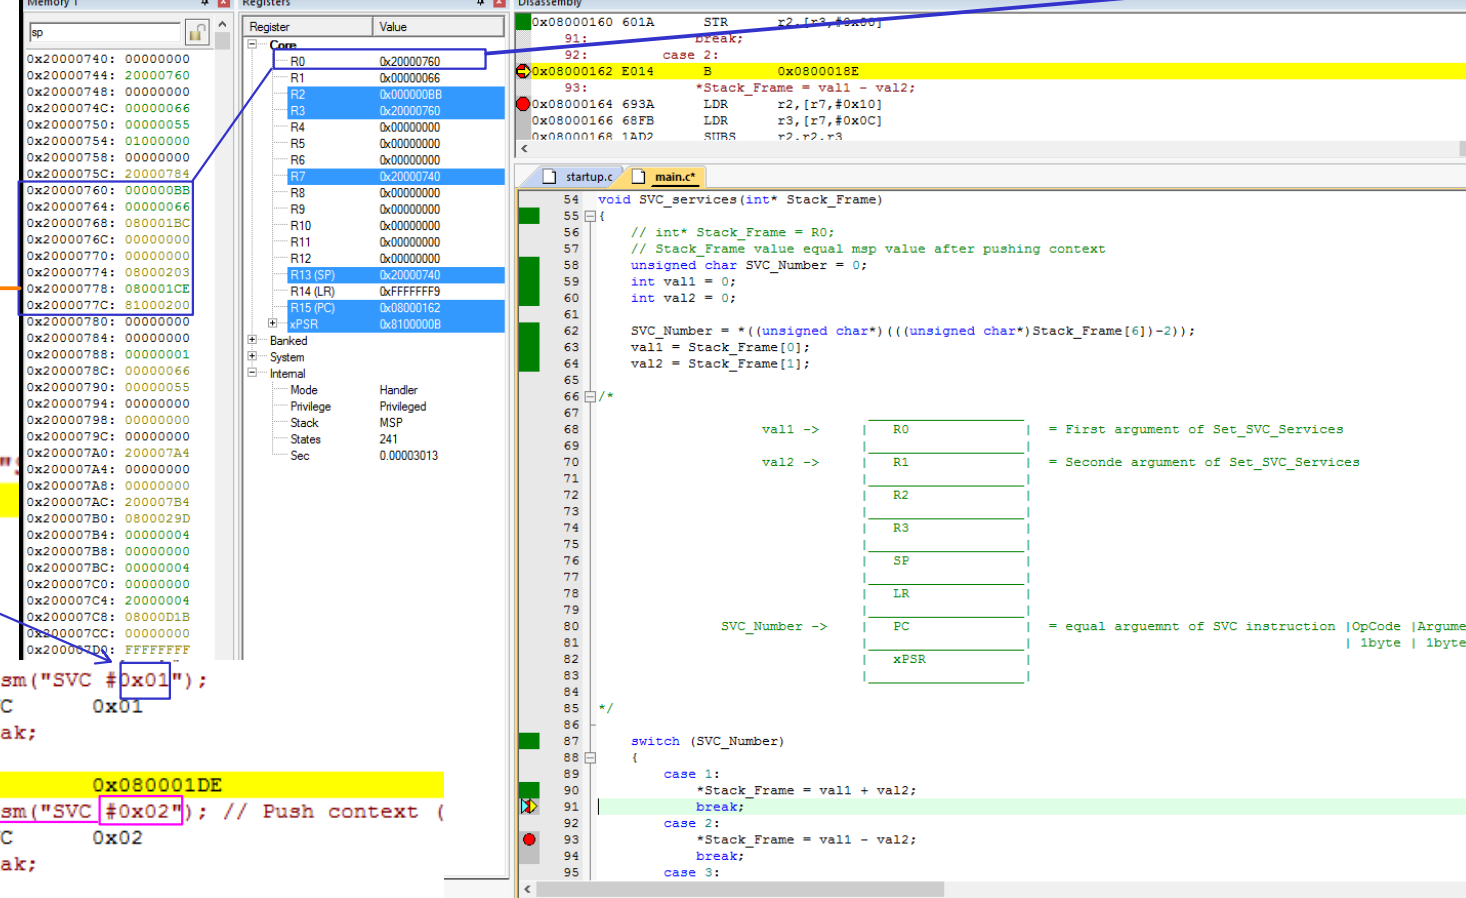 Memory 1
sp
0x20000740: 00000000
0x20000744: 20000760
0x20000748: 00000000
0x2000074C: 00000066
0x20000750: 00000055
0x20000754: 01000000
0x20000758: 00000000
0x2000075C: 20000784
0x20000760: 000000BB
0x20000764: 00000066
0x20000768: 080001BC
0x2000076C: 00000000
0x20000770: 00000000
0x20000774: 08000203
0x20000778: 080001CE
0x2000077C: 81000200
0x20000780: 00000000
0x20000784: 00000000
0x20000788: 00000001
0x2000078C: 00000066
0x20000790: 00000055
0x20000794: 00000000
0x20000798: 00000000
0x2000079C: 00000000
0x200007A0: 200007A4
0x200007A4: 00000000
0x200007A8: 00000000
0x200007AC: 200007B4
0x200007B0: 0800029D
0x200007B4: 00000004
0x200007B8: 00000000
0x200007BC: 00000004
0x200007C0: 00000000
0x200007C4: 20000004
0x200007C8: 08000D1B
0x200007CC: 00000000
0x200007D0: FFFFFFFF
Registers
Register Value
Core
R0 0x20000760
R1 0x00000066
R2 0x000000BB
R3 0x20000760
R4 0x00000000
R5 0x00000000
R6 0x00000000
R7 0x20000740
R8 0x00000000
R9 0x00000000
R10 0x00000000
R11 0x00000000
R12 0x00000000
R13 (SP) 0x20000740
R14 (LR) 0xFFFFFFF9
R15 (PC) 0x08000162
xPSR 0x8100000B
Banked
System
Internal
Mode Handler
Privilege Privileged
Stack MSP
States 241
Sec 0.00003013
Disassembly
0x08000160 601A STR r2,[r3,#0x00]
91: break;
92: case 2:
0x08000162 E014 B 0x0800018E
93: *Stack_Frame = val1 - val2;
0x08000164 693A LDR r2,[r7,#0x10]
0x08000166 68FB LDR r3,[r7,#0x0C]
0x08000168 1AD2 SUBS r2,r2,r3
startup.c main.c*
54 void SVC_services(int* Stack_Frame)
55 {
56 // int* Stack_Frame = R0;
57 // Stack_Frame value equal msp value after pushing context
58 unsigned char SVC_Number = 0;
59 int val1 = 0;
60 int val2 = 0;
61
62 SVC_Number = *((unsigned char*)(((unsigned char*)Stack_Frame[6])-2));
63 val1 = Stack_Frame[0];
64 val2 = Stack_Frame[1];
65
66 /*
67
68 val1 -> | R0 | = First argument of Set_SVC_Services
69
70 val2 -> | R1 | = Seconde argument of Set_SVC_Services
71
72 | R2 |
73
74 | R3 |
75
76 | SP |
77
78 | LR |
79
80 SVC_Number -> | PC | = equal arguemnt of SVC instruction |OpCode |Argume
81 | 1byte | 1byte
82 | xPSR |
83
84
85 */
86
87 switch (SVC_Number)
88 {
89 case 1:
90 *Stack_Frame = val1 + val2;
91 break;
92 case 2:
93 *Stack_Frame = val1 - val2;
94 break;
95 case 3:
sm("SVC #0x01");
C 0x01
ak;
0x080001DE
sm("SVC #0x02"); // Push context (
C 0x02
ak;